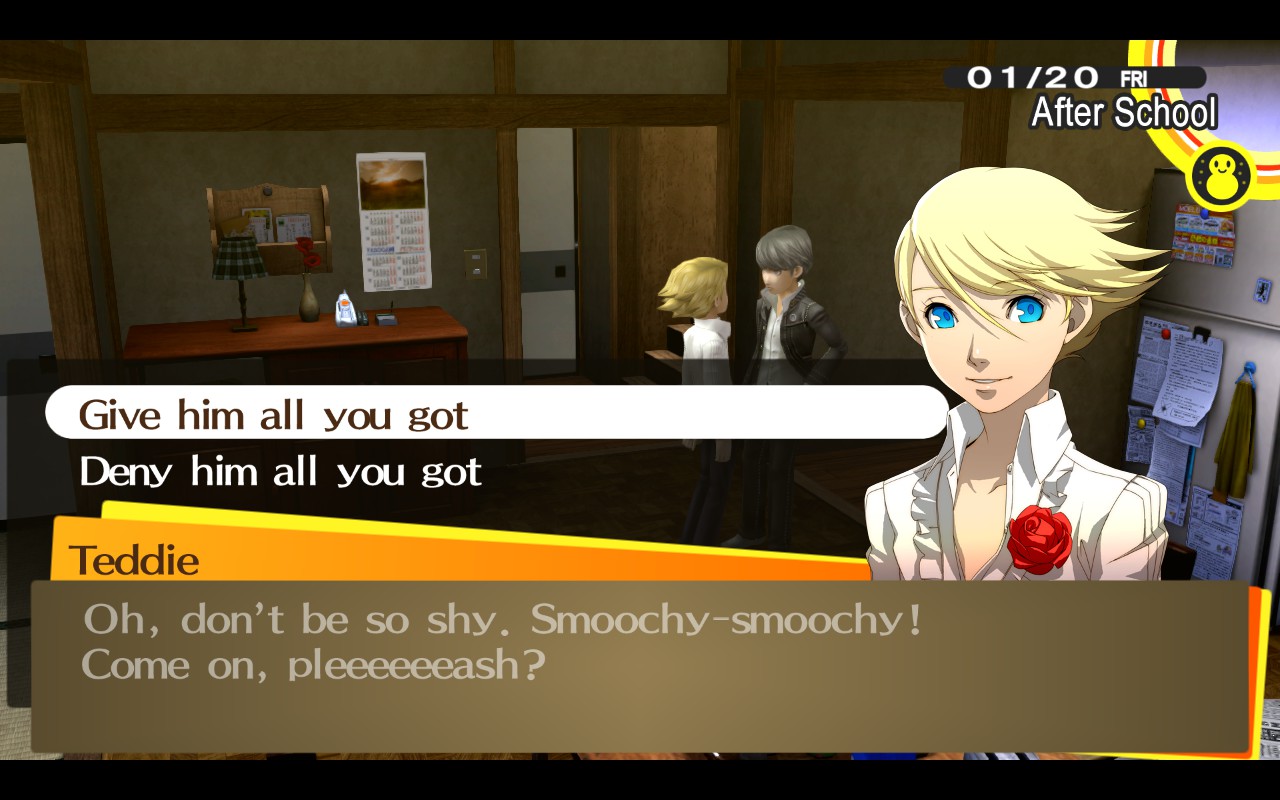 01/20 FRI
After School
Give him all you got
Deny him all you got
Teddie
Oh, don't be so shy. Smoochy-smoochy!
Come on, pleeeeeeash?